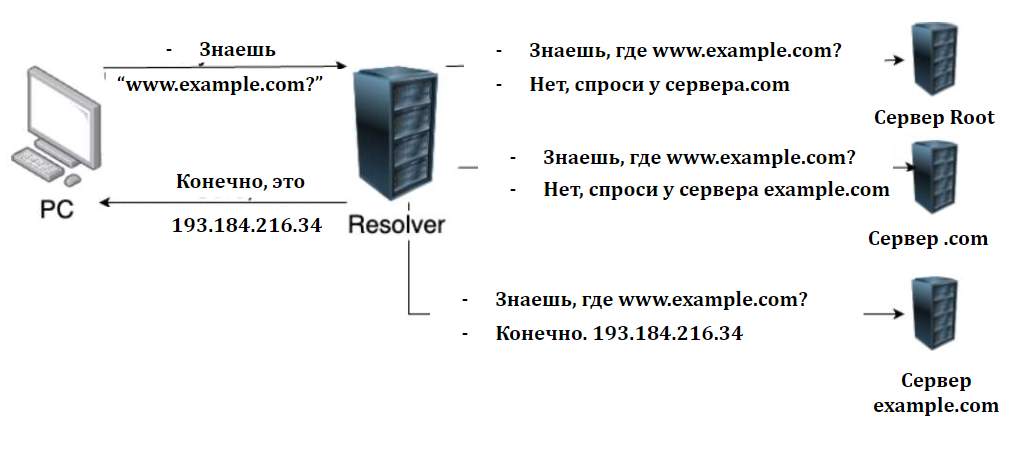 - Знаешь
“www.example.com?”
Конечно, это
193.184.216.34
PC
Resolver
- Знаешь, где www.example.com?
- Нет, спроси у сервера.com
Сервер Root
- Знаешь, где www.example.com?
- Нет, спроси у сервера example.com
Сервер .com
- Знаешь, где www.example.com?
- Конечно. 193.184.216.34
Сервер
example.com